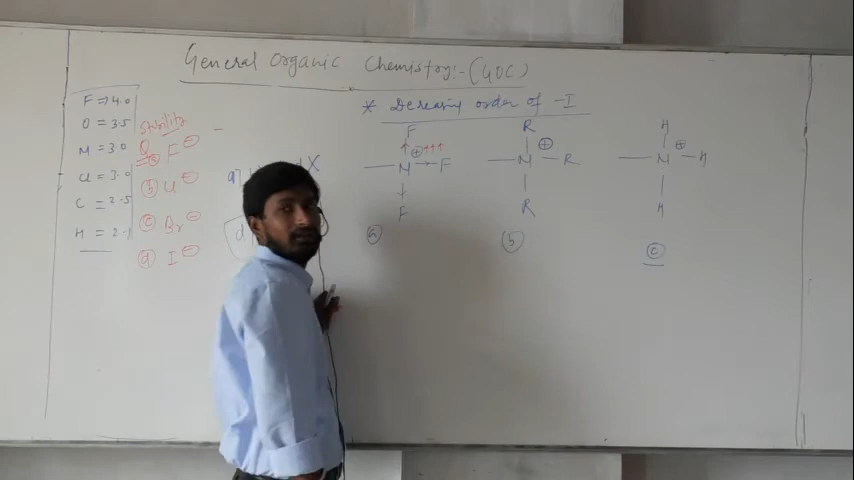 General Organic Chemistry:-(GOC)
* Decreasing order of -I
F = 4.0
O = 3.5
N = 3.0
Cl = 3.0
C = 2.5
H = 2.1
Stability
Q
ⓐ F⊖
ⓑ Cl⊖
ⓒ Br⊖
ⓓ I⊖
F
— N⊕ ↑↑↑ → F
F
ⓐ
R
— N⊕ — R
R
ⓑ
H
— N⊕ — H
H
ⓒ